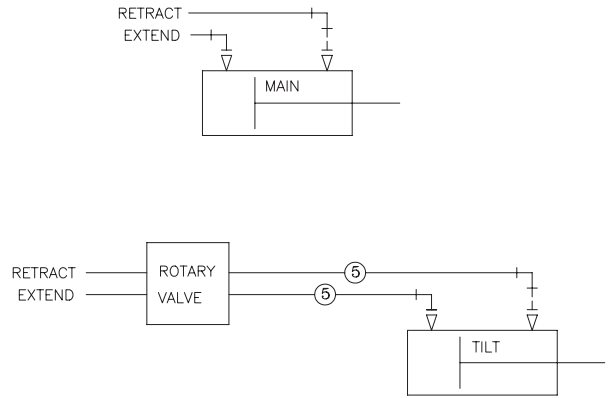 RETRACT
EXTEND
MAIN
RETRACT
EXTEND
ROTARY
VALVE
5
5
TILT